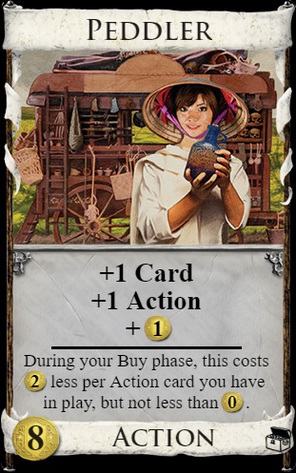 PEDDLER
+1 Card
+1 Action
+ 1
During your Buy phase, this costs
2 less per Action card you have
in play, but not less than 0 .
8 ACTION